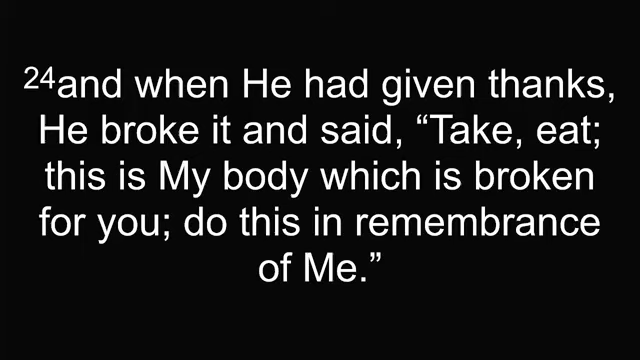 24and when He had given thanks,
He broke it and said, “Take, eat;
this is My body which is broken
for you; do this in remembrance
of Me.”